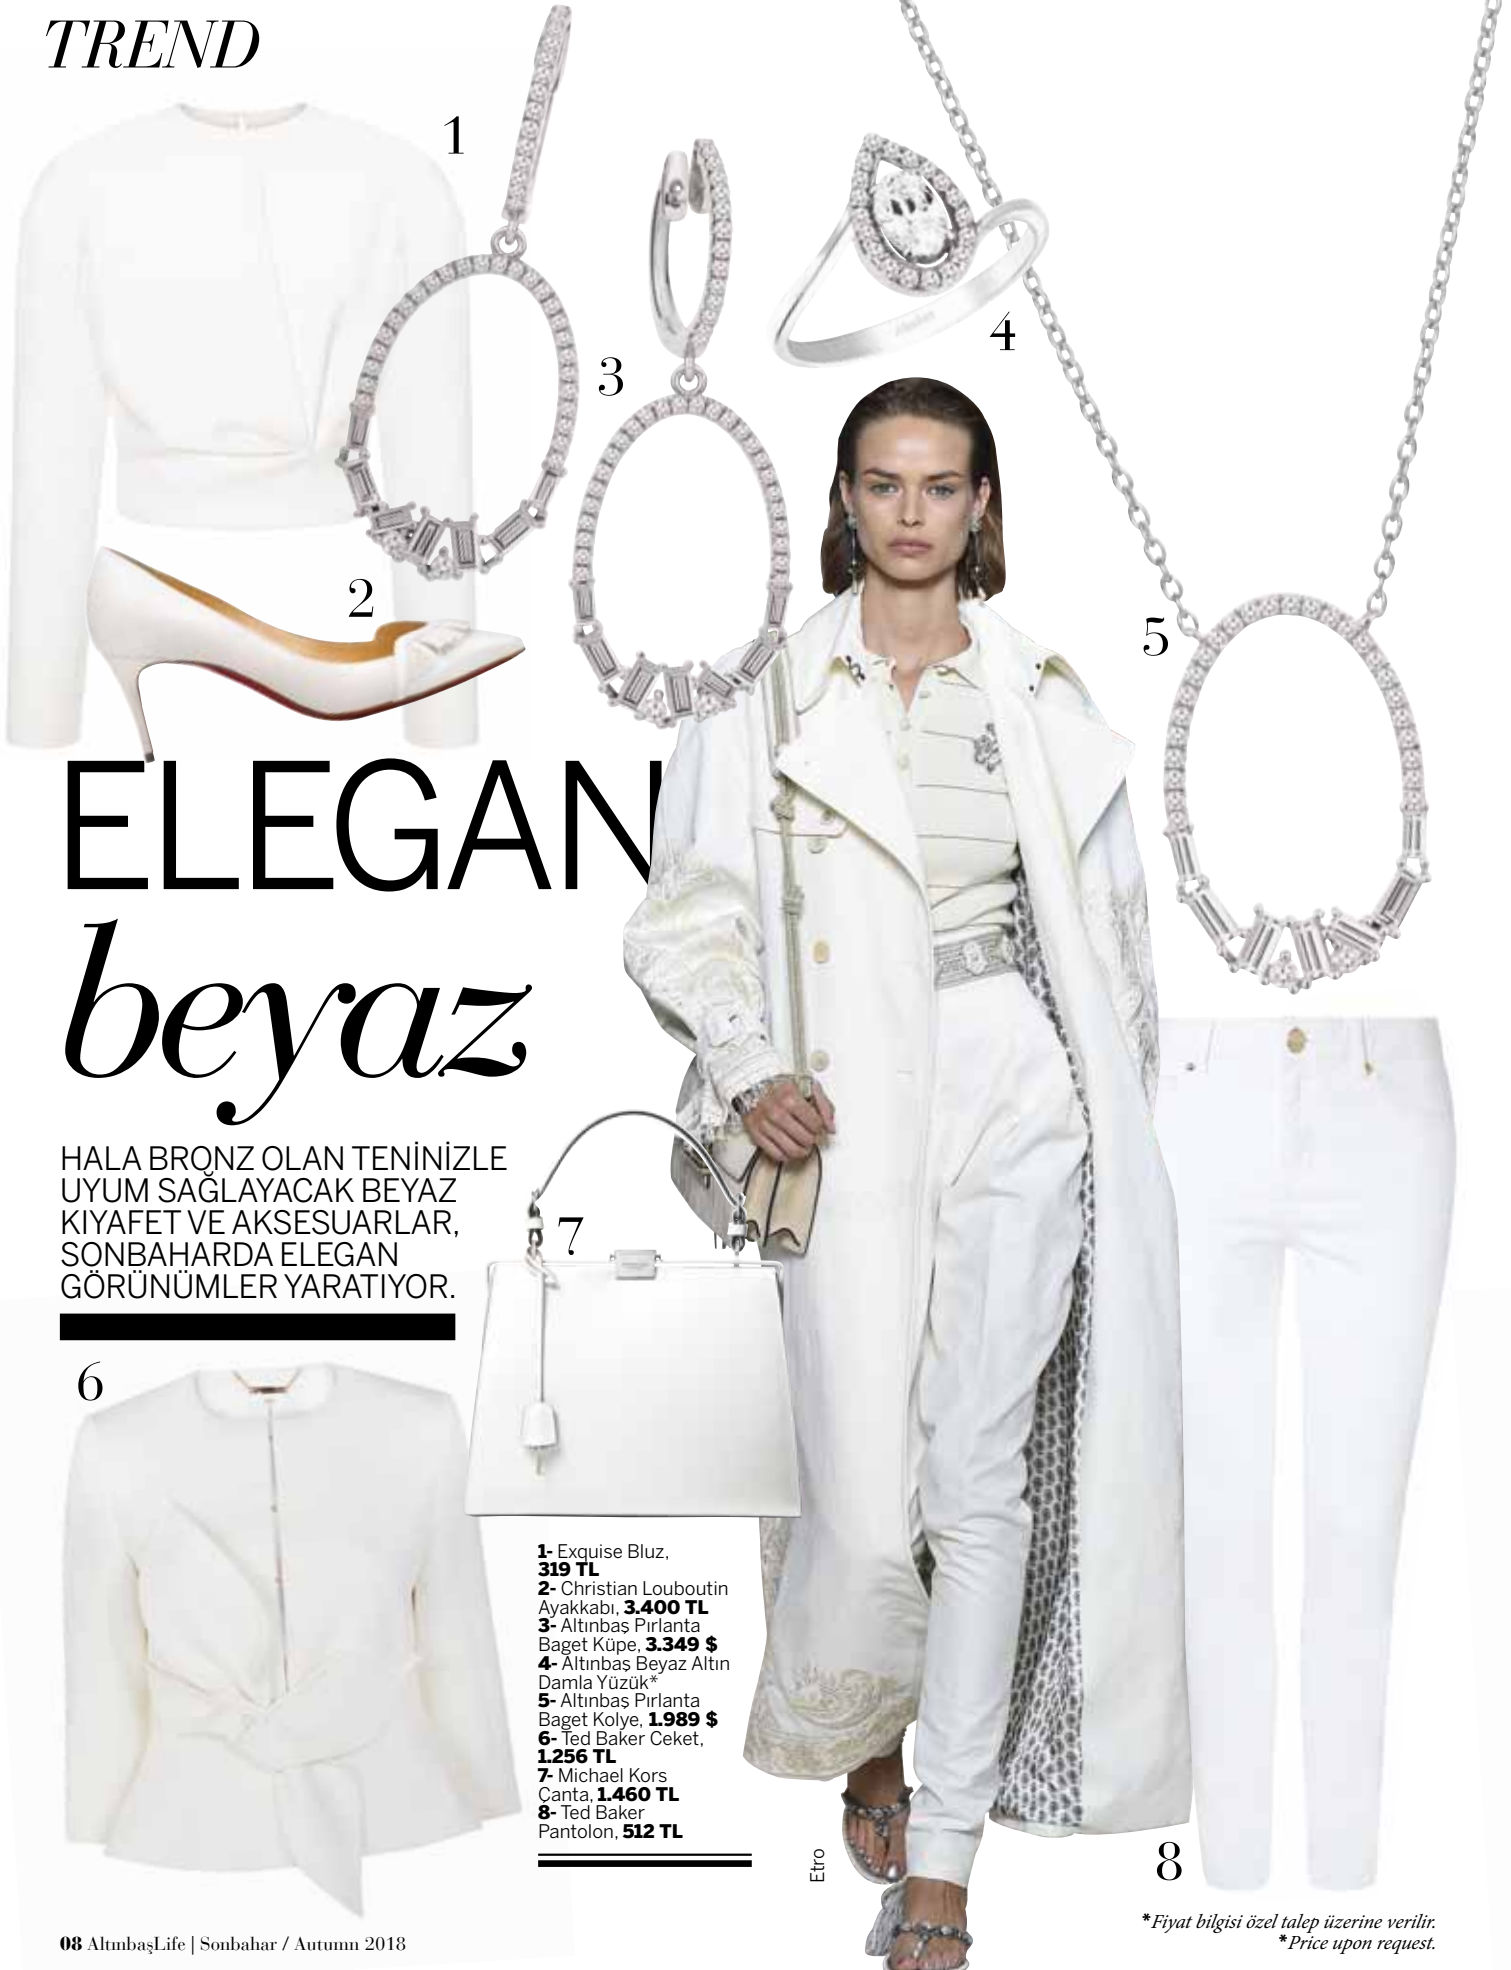 TREND
1
2
3
4
5
ELEGAN
beyaz
HALA BRONZ OLAN TENİNİZLE
UYUM SAĞLAYACAK BEYAZ
KIYAFET VE AKSESUARLAR,
SONBAHARDA ELEGAN
GÖRÜNÜMLER YARATIYOR.
6
7
1- Exquise Bluz,
319 TL
2- Christian Louboutin
Ayakkabı, 3.400 TL
3- Altınbaş Pırlanta
Baget Küpe, 3.349 $
4- Altınbaş Beyaz Altın
Damla Yüzük*
5- Altınbaş Pırlanta
Baget Kolye, 1.989 $
6- Ted Baker Ceket,
1.256 TL
7- Michael Kors
Çanta, 1.460 TL
8- Ted Baker
Pantolon, 512 TL
Etro
8
*Fiyat bilgisi özel talep üzerine verilir.
*Price upon request.
08 AltınbaşLife | Sonbahar / Autumn 2018